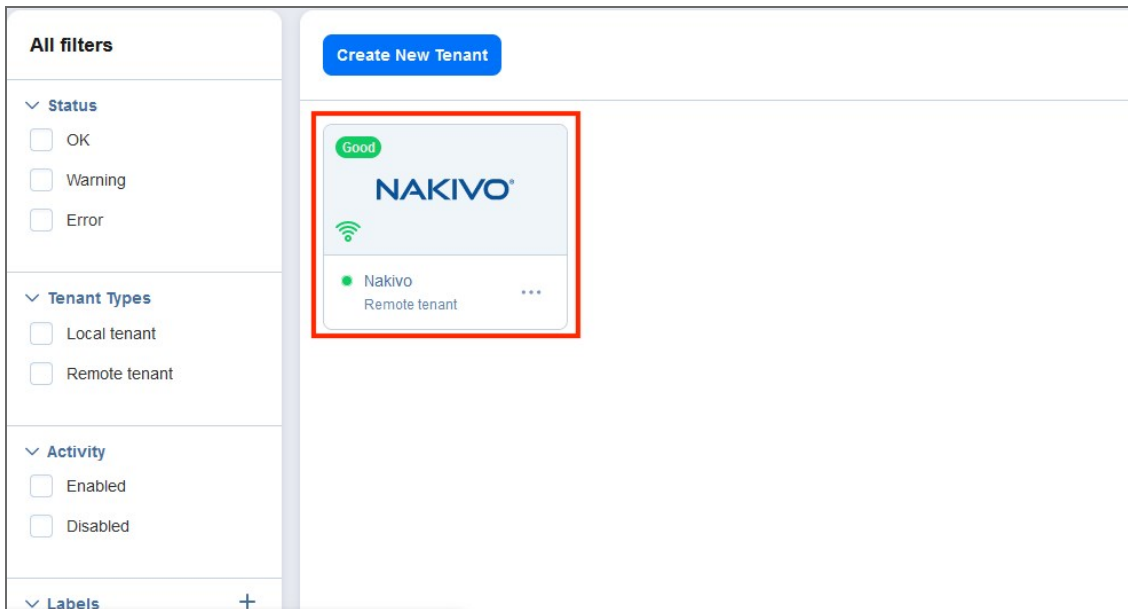 All filters
Status
OK
Warning
Error
Tenant Types
Local tenant
Remote tenant
Activity
Enabled
Disabled
Labels
Create New Tenant
Good
NAKIVO®
Nakivo
Remote tenant